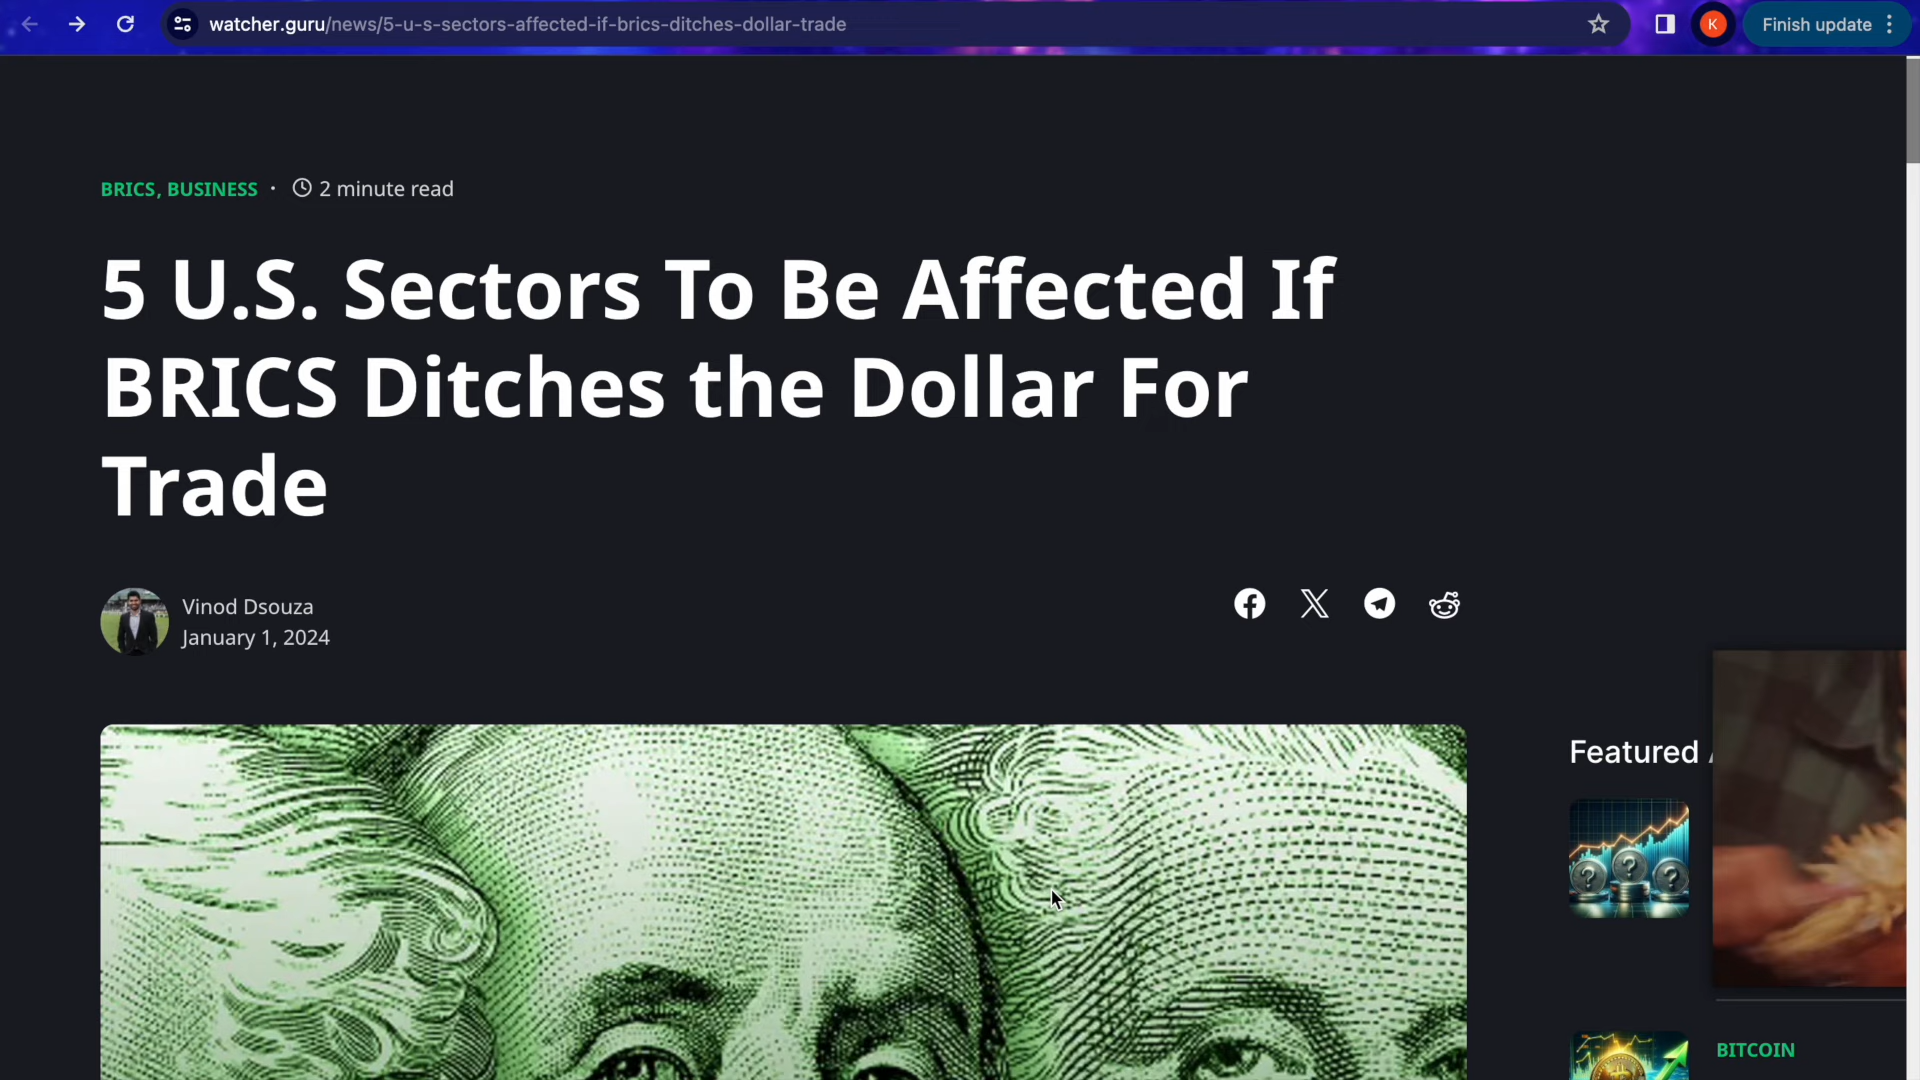 watcher.guru/news/5-u-s-sectors-affected-if-brics-ditches-dollar-trade
K
Finish update
BRICS, BUSINESS · 2 minute read
5 U.S. Sectors To Be Affected If
BRICS Ditches the Dollar For
Trade
Vinod Dsouza
January 1, 2024
Featured
? ? ?
BITCOIN